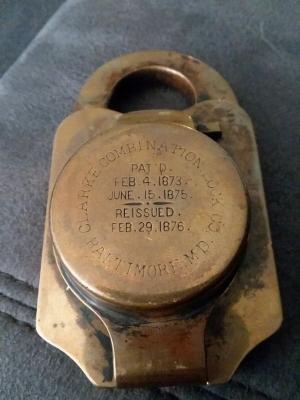 CLARKE COMBINATION LOCK CO.
PAT'D.
FEB.4.1873.
JUNE.15.1875.
REISSUED.
FEB.29.1876.
BALTIMORE.MD.